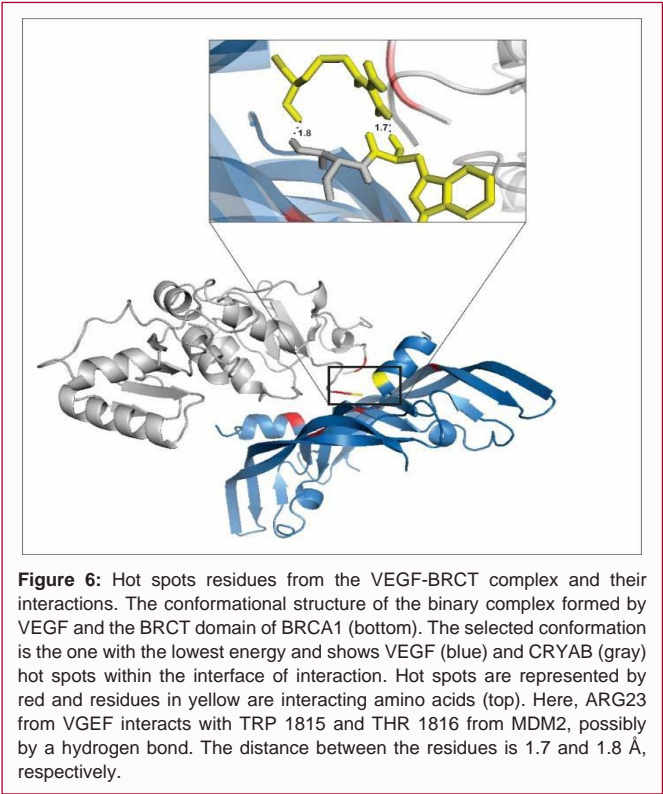 1.8
1.7
Figure 6: Hot spots residues from the VEGF-BRCT complex and their
interactions. The conformational structure of the binary complex formed by
VEGF and the BRCT domain of BRCA1 (bottom). The selected conformation
is the one with the lowest energy and shows VEGF (blue) and CRYAB (gray)
hot spots within the interface of interaction. Hot spots are represented by
red and residues in yellow are interacting amino acids (top). Here, ARG23
from VGEF interacts with TRP 1815 and THR 1816 from MDM2, possibly
by a hydrogen bond. The distance between the residues is 1.7 and 1.8 Å,
respectively.